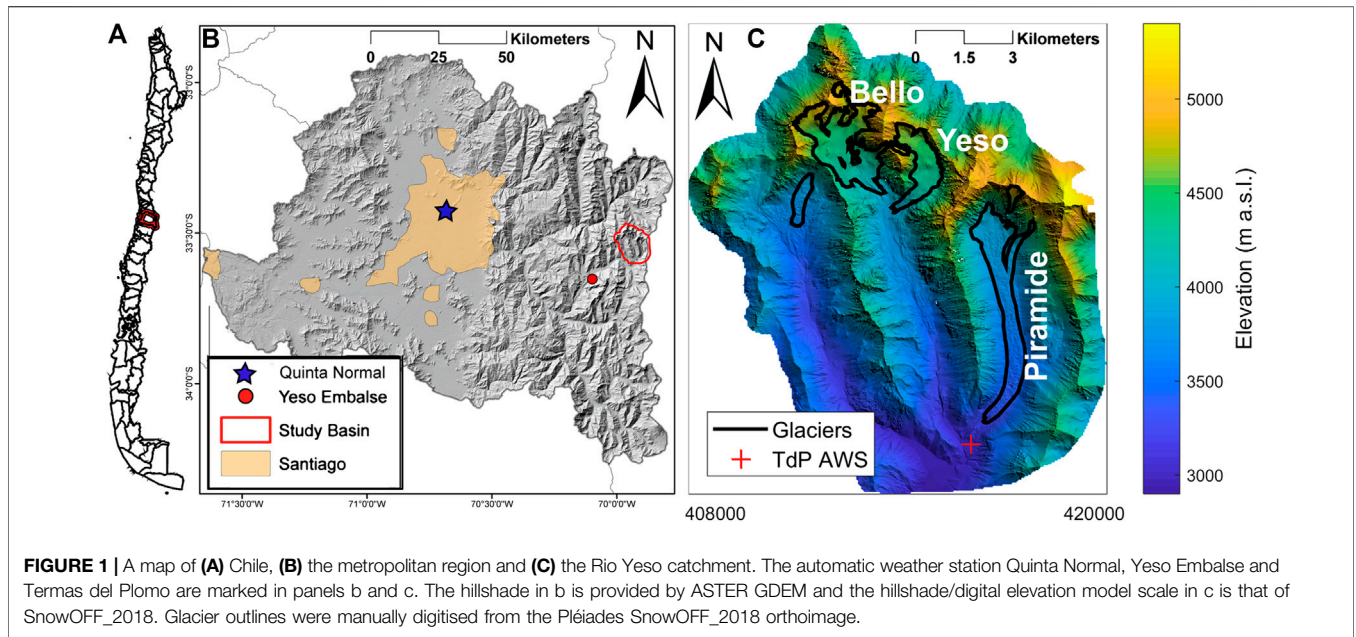 A
B
0 25 50 Kilometers
N
33°0'0"S
33°30'0"S
34°0'0"S
71°30'0"W 71°0'0"W 70°30'0"W 70°0'0"W
Quinta Normal
Yeso Embalse
Study Basin
Santiago
N
C
0 1.5 3 Kilometers
Bello
Yeso
Piramide
Glaciers
TdP AWS
408000 420000
5000
4500
4000
3500
3000
Elevation (m a.s.l.)
FIGURE 1 | A map of (A) Chile, (B) the metropolitan region and (C) the Rio Yeso catchment. The automatic weather station Quinta Normal, Yeso Embalse and
Termas del Plomo are marked in panels b and c. The hillshade in b is provided by ASTER GDEM and the hillshade/digital elevation model scale in c is that of
SnowOFF_2018. Glacier outlines were manually digitised from the Pléiades SnowOFF_2018 orthoimage.